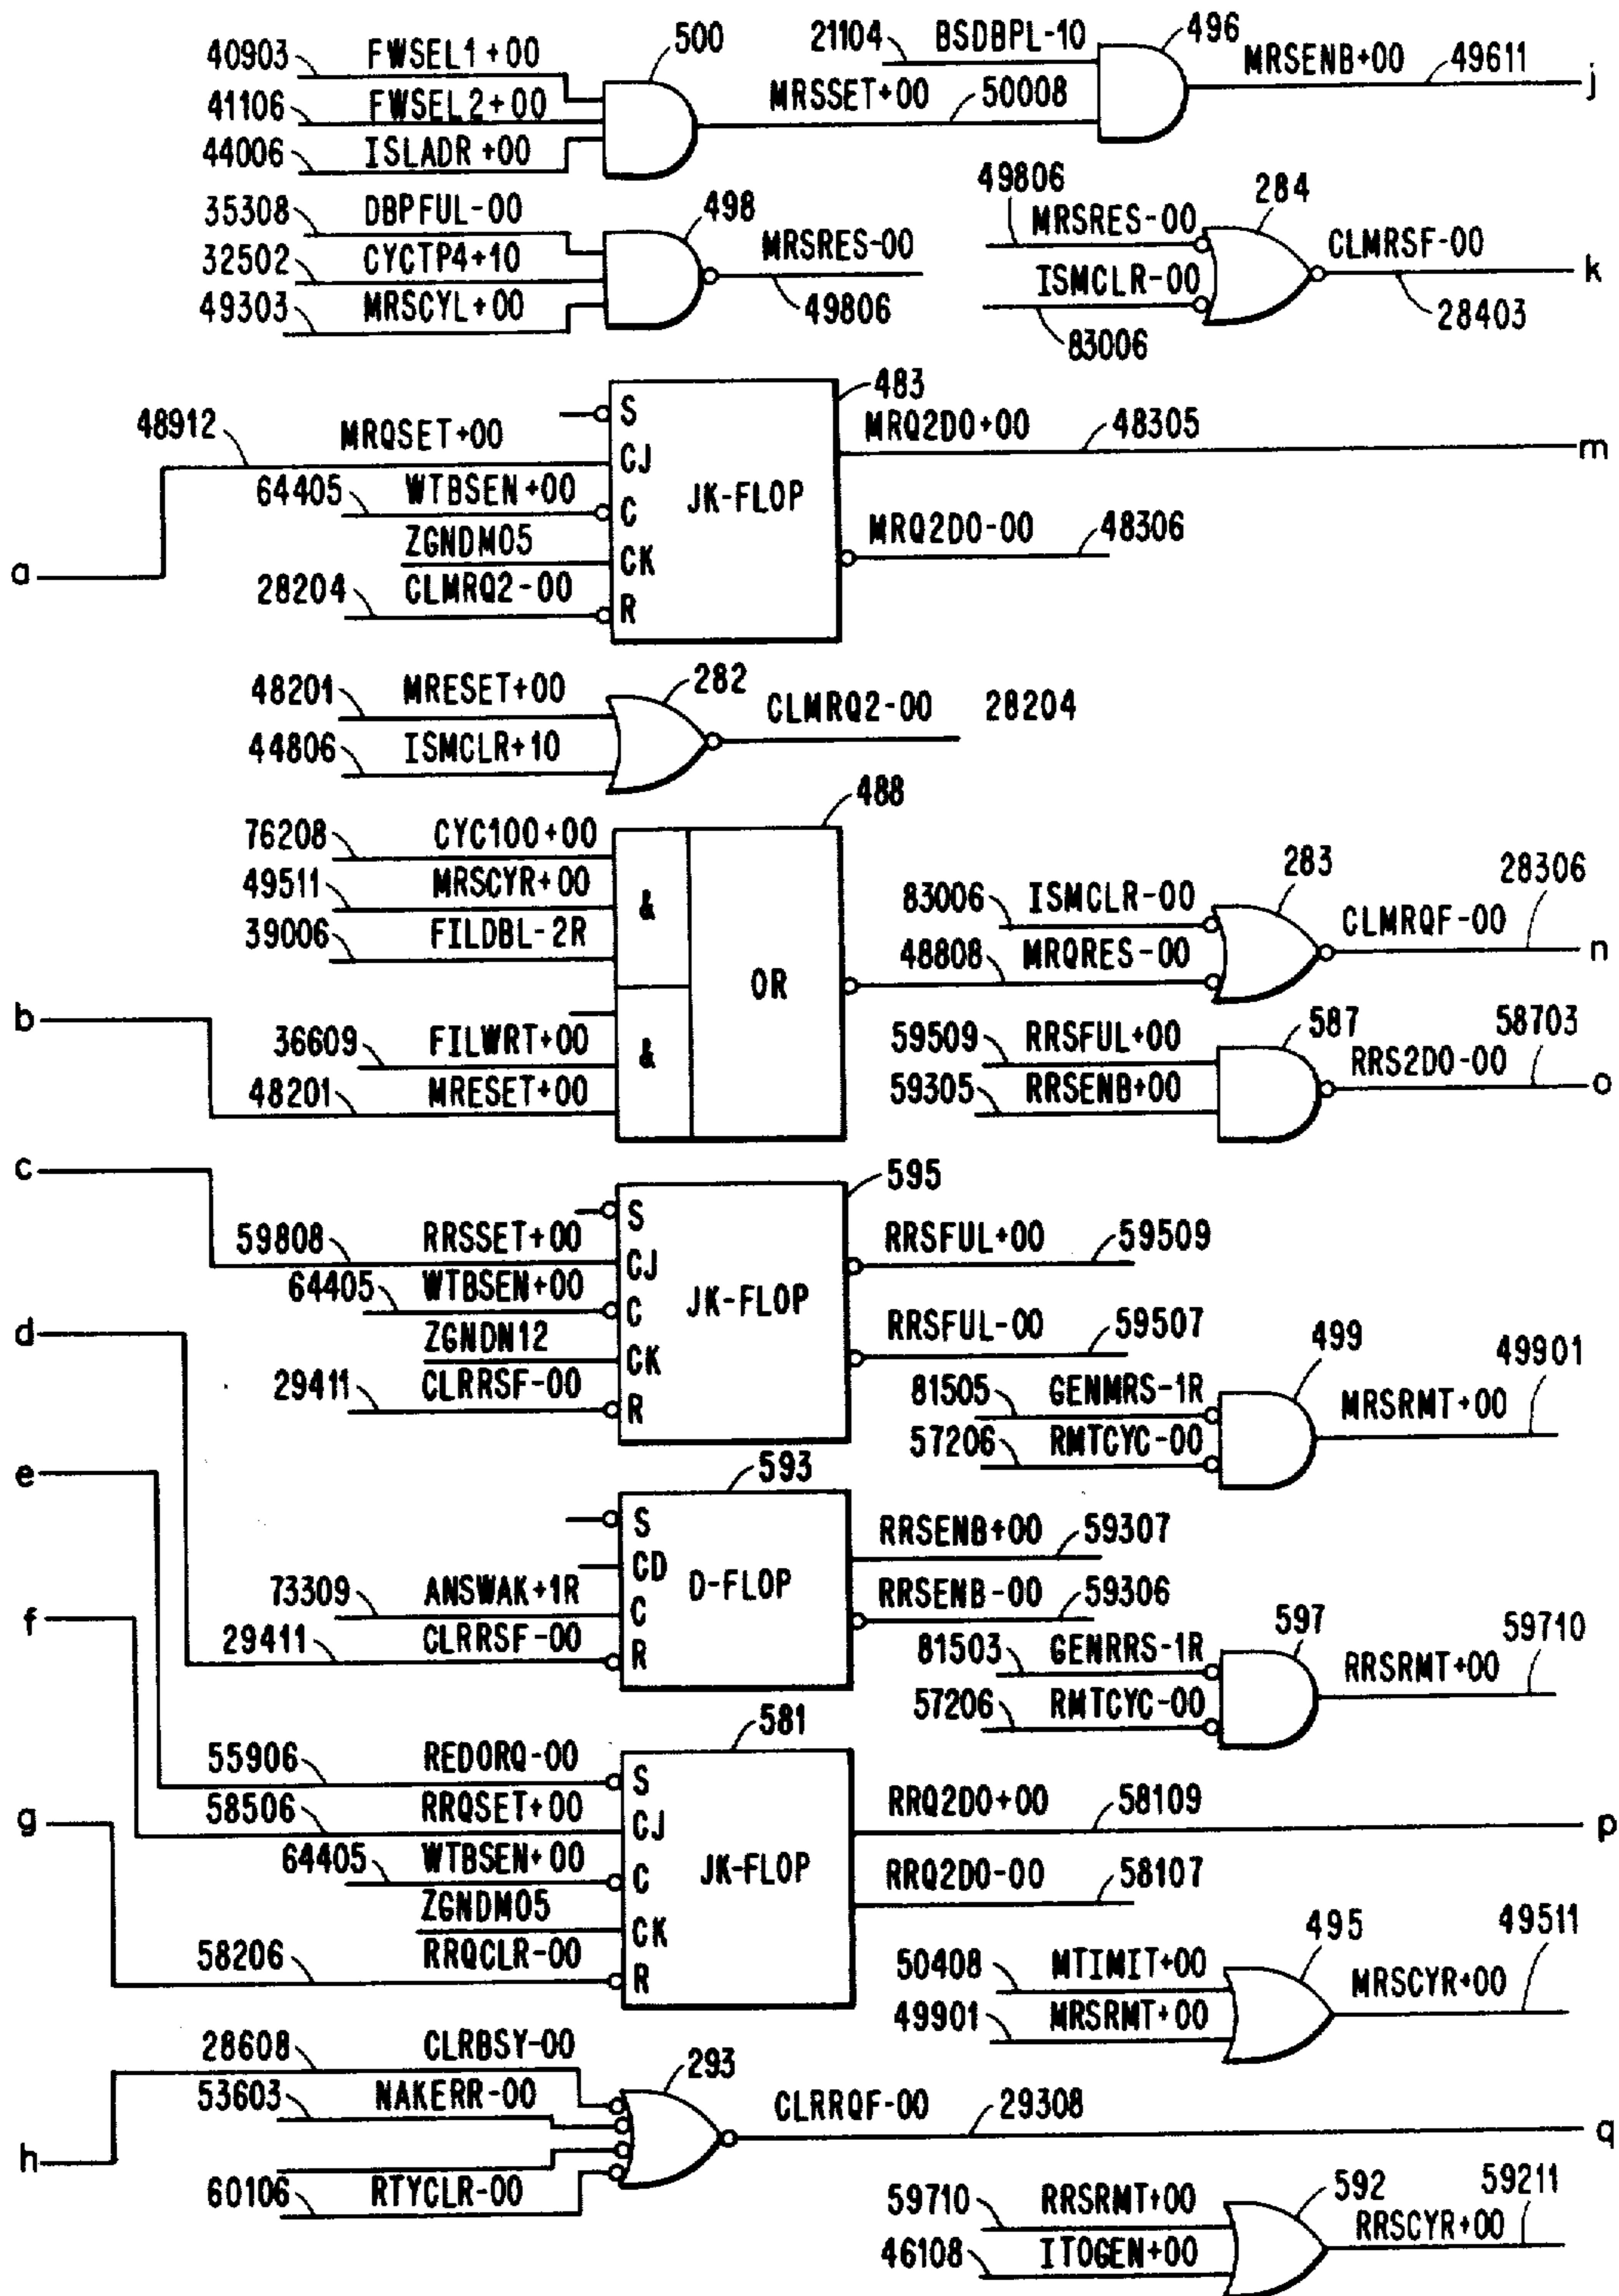 40903 FWSEL1+00 500 21104 BSDBPL-10 496
41106 FWSEL2+00 MRSSET+00 50008 MRSENB+00 49611 j
44006 ISLADR+00
35308 DBPFUL-00 498 49806 284
32502 CYCTP4+10 MRSRES-00 MRSRES-00 CLMRSF-00 k
49303 MRSCYL+00 49806 ISMCLR-00 28403
83006
483
S
48912 MRQSET+00 CJ MRQ2DO+00 48305 m
64405 WTBSEN+00 C JK-FLOP
ZGNDM05 CK MRQ2DO-00 48306
a
28204 CLMRQ2-00 R
48201 MRESET+00 282 CLMRQ2-00 28204
44806 ISMCLR+10
488
76208 CYC100+00
49511 MRSCYR+00 & 83006 ISMCLR-00 283 28306
39006 FILDBL-2R CLMRQF-00 n
OR 48808 MRQRES-00
b
36609 FILWRT+00 & 59509 RRSFUL+00 587 58703
48201 MRESET+00 59305 RRSENB+00 RRS2DO-00 o
c
595
S
59808 RRSSET+00 CJ RRSFUL+00 59509
64405 WTBSEN+00 C JK-FLOP
d ZGNDN12 CK RRSFUL-00 59507 499 49901
29411 CLRRSF-00 R 81505 GENMRS-1R MRSRMT+00
57206 RMTCYC-00
e 593
S
CD D-FLOP RRSENB+00 59307
73309 ANSWAK+1R C RRSENB-00 59306 597 59710
f
29411 CLRRSF-00 R 81503 GENRRS-1R RRSRMT+00
57206 RMTCYC-00
581
55906 REDORQ-00 S
58506 RRQSET+00 CJ RRQ2DO+00 58109 p
g
64405 WTBSEN+00 C JK-FLOP RRQ2DO-00 58107
ZGNDM05 CK
58206 RRQCLR-00 R 50408 MTIMIT+00 495 49511
49901 MRSRMT+00 MRSCYR+00
28608 CLRBSY-00 293
53603 NAKERR-00 CLRRQF-00 29308 q
h
60106 RTYCLR-00 59710 RRSRMT+00 592 59211
46108 ITOGEN+00 RRSCYR+00